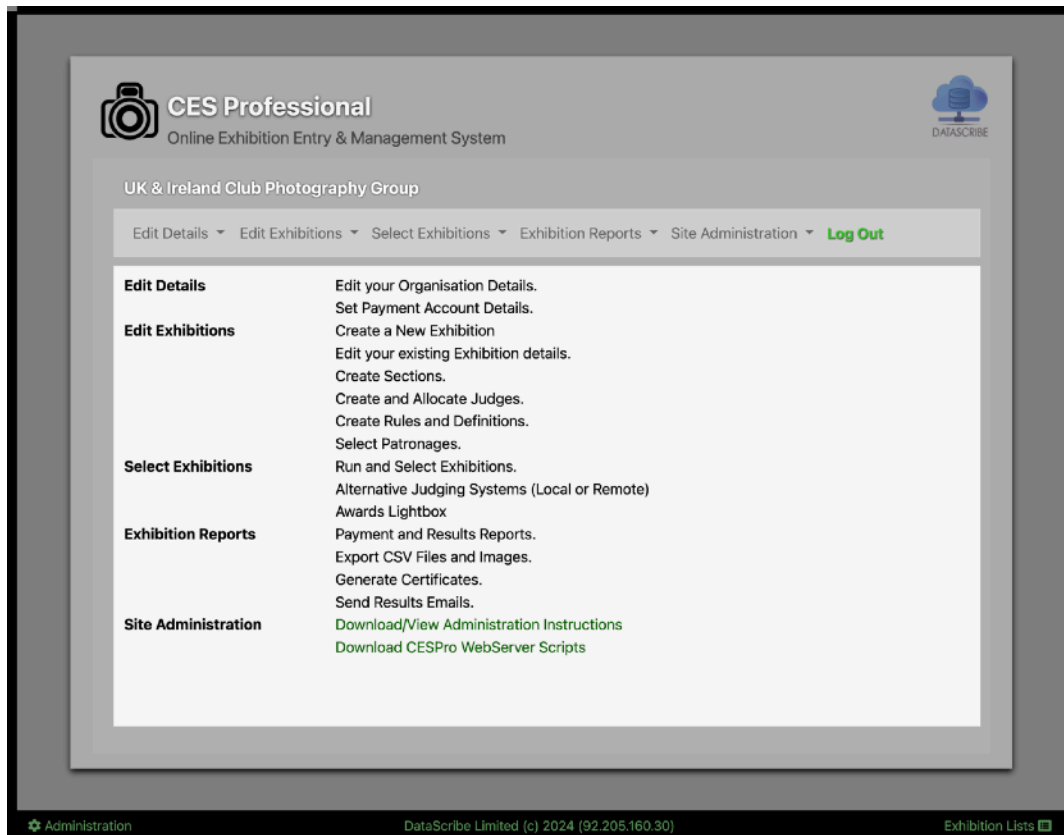 CES Professional
Online Exhibition Entry & Management System
DATASCRIBE
UK & Ireland Club Photography Group
Edit Details Edit Exhibitions Select Exhibitions Exhibition Reports Site Administration Log Out
Edit Details Edit your Organisation Details.
Set Payment Account Details.
Edit Exhibitions Create a New Exhibition
Edit your existing Exhibition details.
Create Sections.
Create and Allocate Judges.
Create Rules and Definitions.
Select Patronages.
Select Exhibitions Run and Select Exhibitions.
Alternative Judging Systems (Local or Remote)
Awards Lightbox
Exhibition Reports Payment and Results Reports.
Export CSV Files and Images.
Generate Certificates.
Send Results Emails.
Site Administration Download/View Administration Instructions
Download CESPro WebServer Scripts
Administration DataScribe Limited (c) 2024 (92.205.160.30) Exhibition Lists